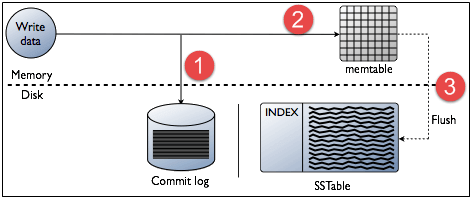 Write
data
2
memtable
1
3
Memory
Disk
Flush
INDEX
Commit log
SSTable